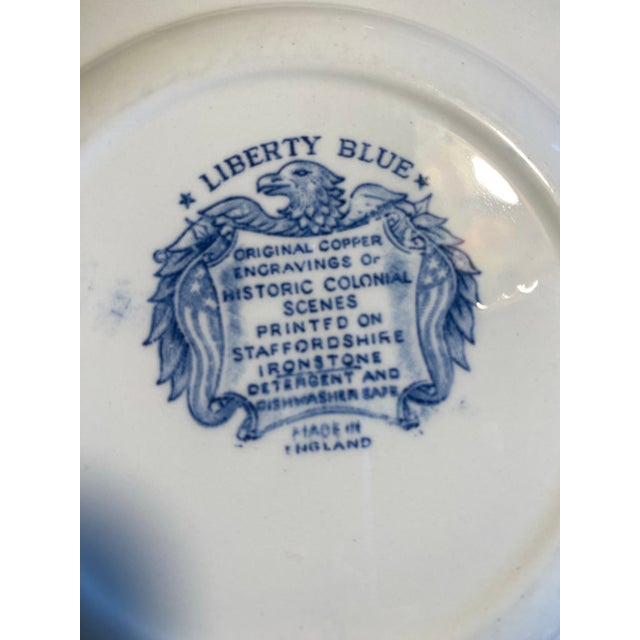 ★ LIBERTY BLUE ★
ORIGINAL COPPER
ENGRAVINGS OF
HISTORIC COLONIAL
SCENES
PRINTED ON
STAFFORDSHIRE
IRONSTONE
DETERGENT AND
DISHWASHER SAFE
MADE IN
ENGLAND